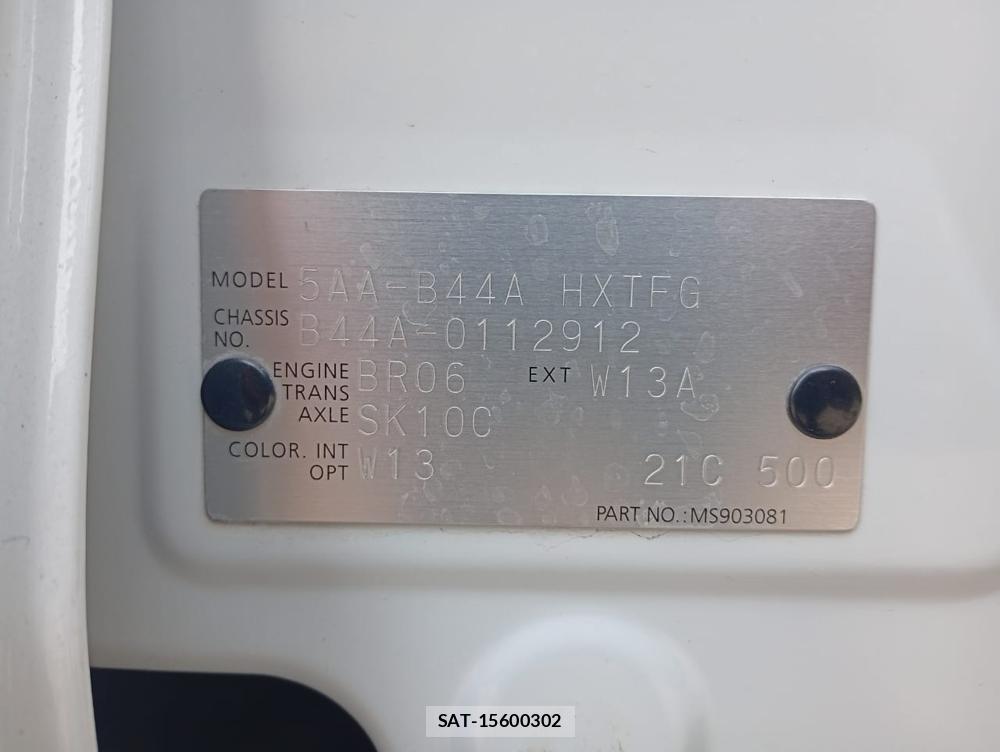 MODEL 5AA-B44A HXTFG
CHASSIS NO. B44A-0112912
ENGINE BR06 EXT W13A
TRANS AXLE SK10C
COLOR. INT OPT W13 21C 500
PART NO.:MS903081
SAT-15600302